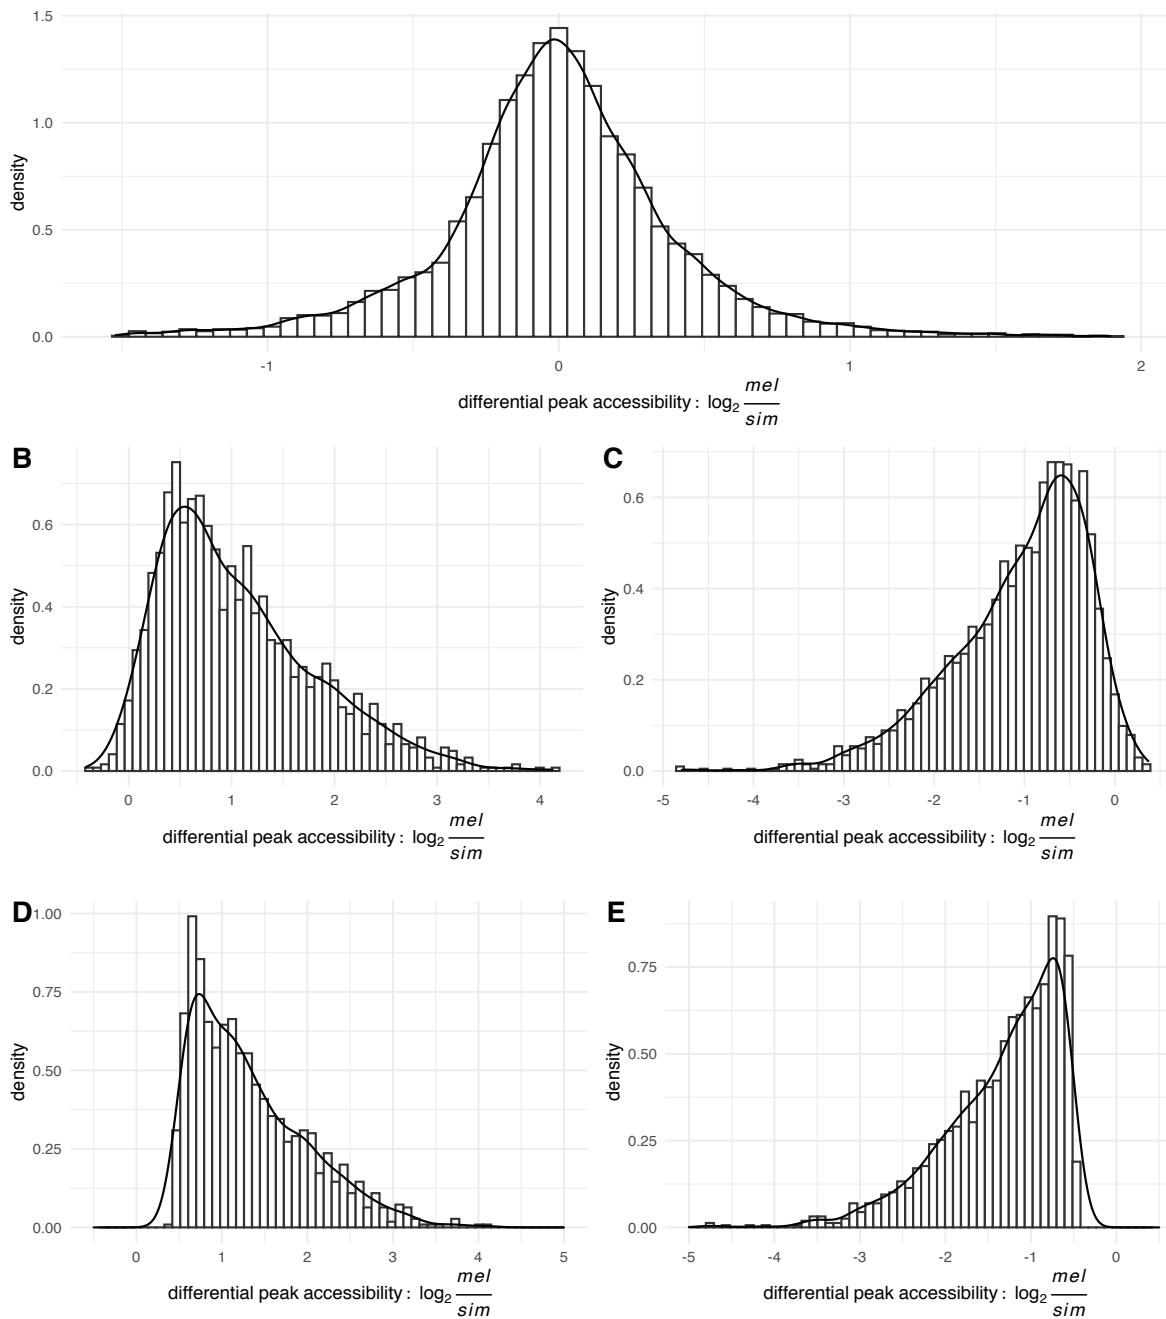 1.5
1.0
0.5
0.0
density
-1 0 1 2
differential peak accessibility : log2 mel
sim
B
0.6
0.4
0.2
0.0
density
0 1 2 3 4
differential peak accessibility : log2 mel
sim
C
0.6
0.4
0.2
0.0
density
-5 -4 -3 -2 -1 0
differential peak accessibility : log2 mel
sim
D
1.00
0.75
0.50
0.25
0.00
density
0 1 2 3 4 5
differential peak accessibility : log2 mel
sim
E
0.75
0.50
0.25
0.00
density
-5 -4 -3 -2 -1 0
differential peak accessibility : log2 mel
sim